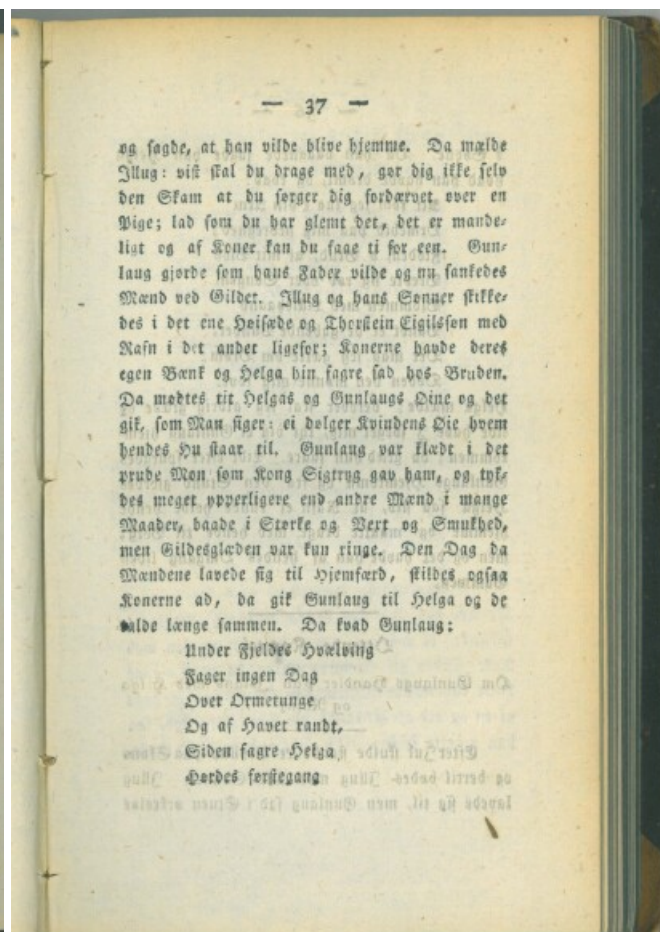 — 37 —
og sagde, at han vilde blive hjemme. Da mælde
Illug: vist skal du drage med, gør dig ikke selv
den Skam at du sørger dig fordærvet over en
Pige; lad som du har glemt det, det er mande-
ligt og af Koner kan du faae ti for een. Gun-
laug gjorde som hans Fader vilde og nu sankedes
Mænd ved Gildet. Illug og hans Sønner skikke-
des i det ene Høisæde og Thorstein Eigilssøn med
Rafn i det andet ligefor; Konerne havde deres
egen Bænk og Helga hin fagre sad hos Bruden.
Da mødtes tit Helgas og Gunlaugs Øine og det
gik, som Man siger: ei dølger Kvindens Øie hvem
hendes Hu staar til. Gunlaug var klædt i det
prude Mon som Kong Sigtryg gav ham, og tyk-
des meget ypperligere end andre Mænd i mange
Maader, baade i Størke og Vext og Smukhed,
men Gildesglæden var kun ringe. Den Dag da
Mændene lavede sig til Hjemfærd, skildes ogsaa
Konerne ad, da gik Gunlaug til Helga og de
talde længe sammen. Da kvad Gunlaug:
Under Fjeldes Hvælving
Fager ingen Dag
Over Ormetunge
Og af Havet randt,
Siden fagre Helga
Hørdes førstegang